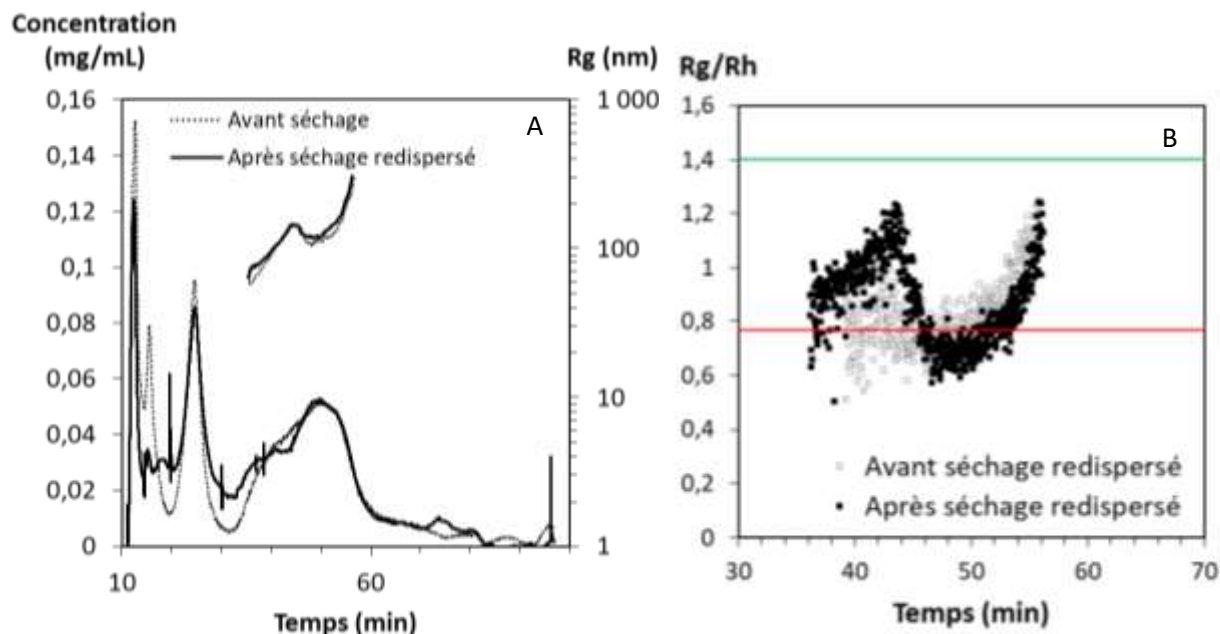 Concentration
(mg/mL)
Rg (nm)
0,16
0,14
0,12
0,1
0,08
0,06
0,04
0,02
0
1 000
100
10
1
Avant séchage
Après séchage redispersé
A
10
60
Temps (min)
Rg/Rh
1,6
1,4
1,2
1
0,8
0,6
0,4
0,2
0
B
Avant séchage redispersé
Après séchage redispersé
30
40
50
60
70
Temps (min)